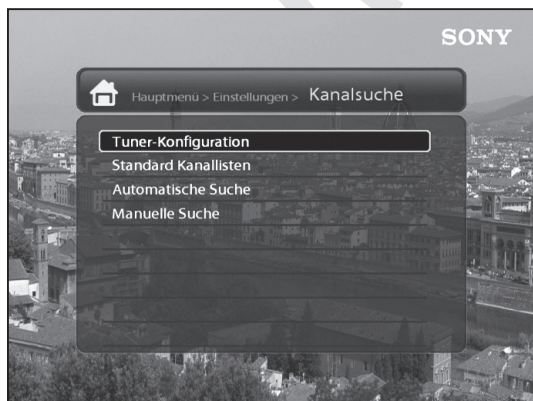 SONY
Hauptmenü > Einstellungen > Kanalsuche
Tuner-Konfiguration
Standard Kanallisten
Automatische Suche
Manuelle Suche